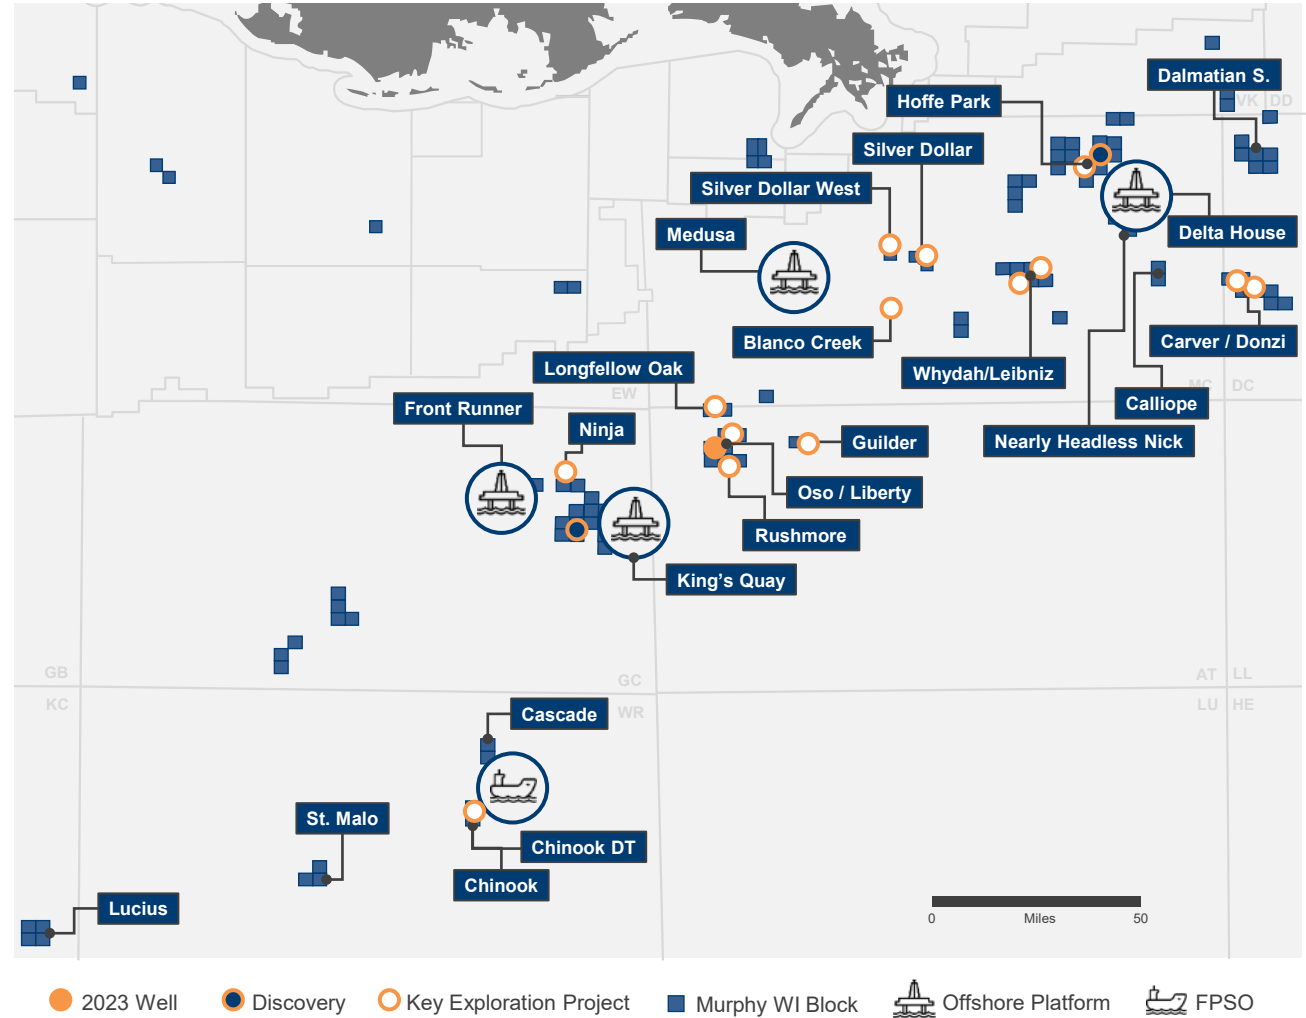 Dalmatian S.
VK
DD
Hoffe Park
Silver Dollar
Silver Dollar West
Medusa
Delta House
Blanco Creek
Carver / Donzi
Longfellow Oak
Whydah/Leibniz
EW
MC
DC
Calliope
Front Runner
Ninja
Guilder
Nearly Headless Nick
Oso / Liberty
Rushmore
King's Quay
GB
GC
AT
LL
KC
WR
LU
HE
Cascade
St. Malo
Chinook DT
Chinook
Lucius
0
Miles
50
2023 Well
Discovery
Key Exploration Project
Murphy WI Block
Offshore Platform
FPSO